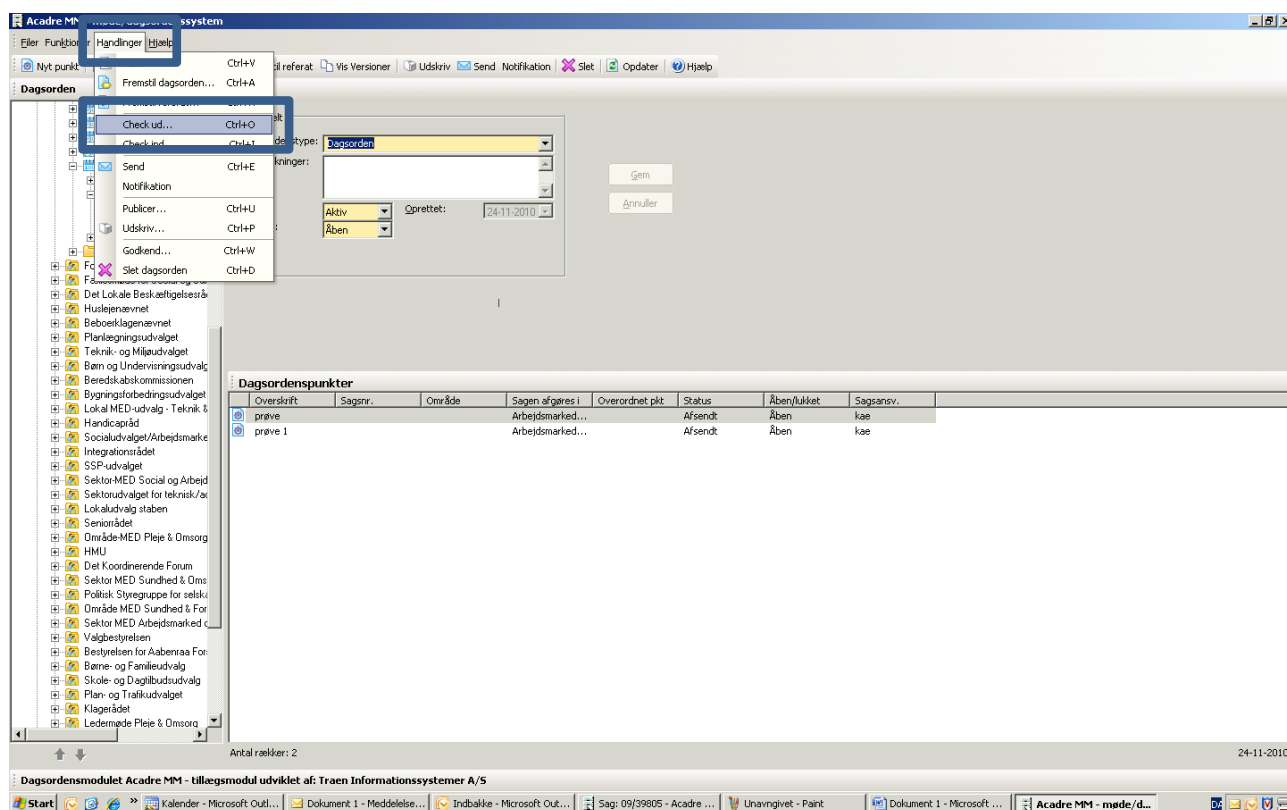 Acadre MM - møde/dagsordenssystem
Filer Funktioner Handlinger Hjælp
Nyt punkt til referat Vis Versioner Udskriv Send Notifikation Slet Opdater Hjælp
Dagsorden
Ctrl+V
Fremstil dagsorden... Ctrl+A
Check ud... Ctrl+O
Check ind... Ctrl+I
Send Ctrl+E
Notifikation
Publicer... Ctrl+U
Udskriv... Ctrl+P
Godkend... Ctrl+W
Slet dagsorden Ctrl+D
Dagsorden
Gem
Annuller
Aktiv Oprettet: 24-11-2010
Åben
Det Lokale Beskæftigelsesrå
Huslejenævnet
Beboerklagenævnet
Planlægningsudvalget
Teknik- og Miljøudvalget
Børn og Undervisningsudvalg
Beredskabskommissionen
Bygningsforbedringsudvalget
Lokal MED-udvalg - Teknik &
Handicapråd
Socialudvalget/Arbejdsmarke
Integrationsrådet
SSP-udvalget
Sektor-MED Social og Arbejd
Sektorudvalget for teknisk/ad
Lokaludvalg staben
Seniorrådet
Område-MED Pleje & Omsorg
HMU
Det Koordinerende Forum
Sektor MED Sundhed & Oms
Politisk Styregruppe for selska
Område MED Sundhed & For
Sektor MED Arbejdsmarked o
Valgbestyrelsen
Bestyrelsen for Aabenraa For
Børne- og Familieudvalg
Skole- og Dagtilbudsudvalg
Plan- og Trafikudvalget
Klagerådet
Ledermøde Pleje & Omsorg
Dagsordenspunkter
Overskrift Sagsnr. Område Sagen afgøres i Overordnet pkt Status Åben/lukket Sagsansv.
prøve Arbejdsmarked... Afsendt Åben kae
prøve 1 Arbejdsmarked... Afsendt Åben kae
Antal rækker: 2 24-11-2010
Dagsordensmodulet Acadre MM - tillægsmodul udviklet af: Traen Informationssystemer A/S
Start Kalender - Microsoft Outl... Dokument 1 - Meddelelse... Indbakke - Microsoft Out... Sag: 09/39805 - Acadre ... Unavngivet - Paint Dokument 1 - Microsoft ... Acadre MM - møde/d... DA